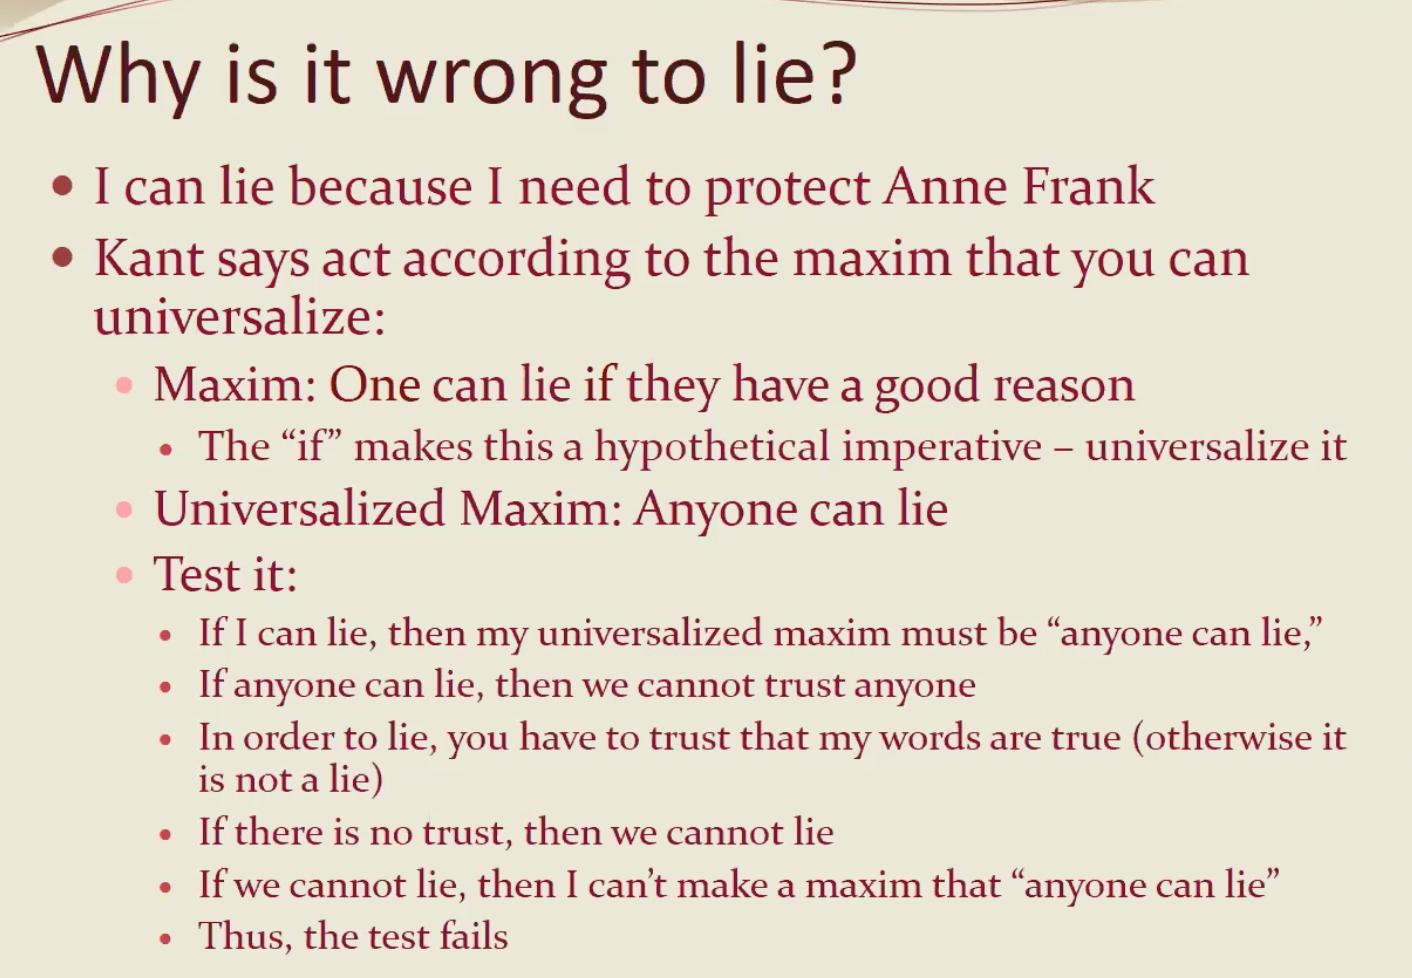 Why is it wrong to lie?
• I can lie because I need to protect Anne Frank
• Kant says act according to the maxim that you can
universalize:
• Maxim: One can lie if they have a good reason
• The “if” makes this a hypothetical imperative – universalize it
• Universalized Maxim: Anyone can lie
• Test it:
• If I can lie, then my universalized maxim must be “anyone can lie,”
• If anyone can lie, then we cannot trust anyone
• In order to lie, you have to trust that my words are true (otherwise it
is not a lie)
• If there is no trust, then we cannot lie
• If we cannot lie, then I can’t make a maxim that “anyone can lie”
• Thus, the test fails